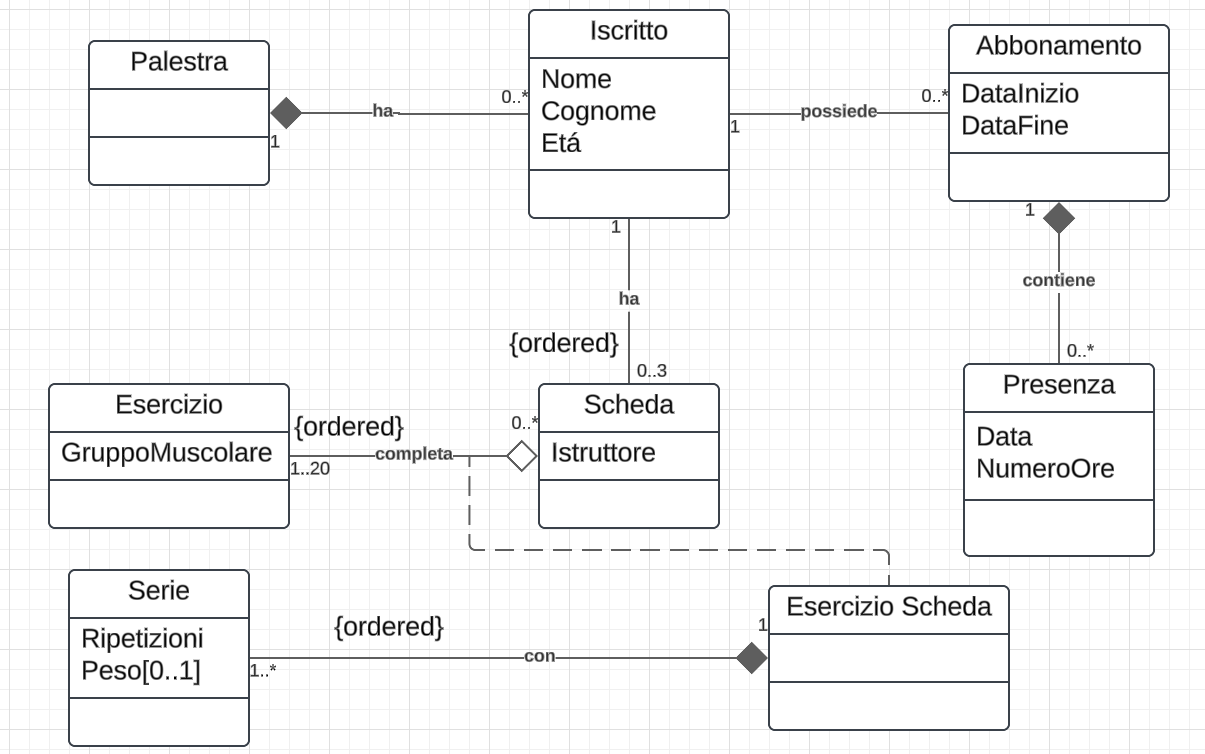 Palestra
ha
1
0..*
Iscritto
Nome
Cognome
Etá
1
possiede
0..*
Abbonamento
DataInizio
DataFine
1
contiene
0..*
Presenza
Data
NumeroOre
1
ha
{ordered}
0..3
Scheda
Istruttore
0..*
completa
{ordered}
1..20
Esercizio
GruppoMuscolare
Serie
Ripetizioni
Peso[0..1]
1..*
{ordered}
con
1
Esercizio Scheda